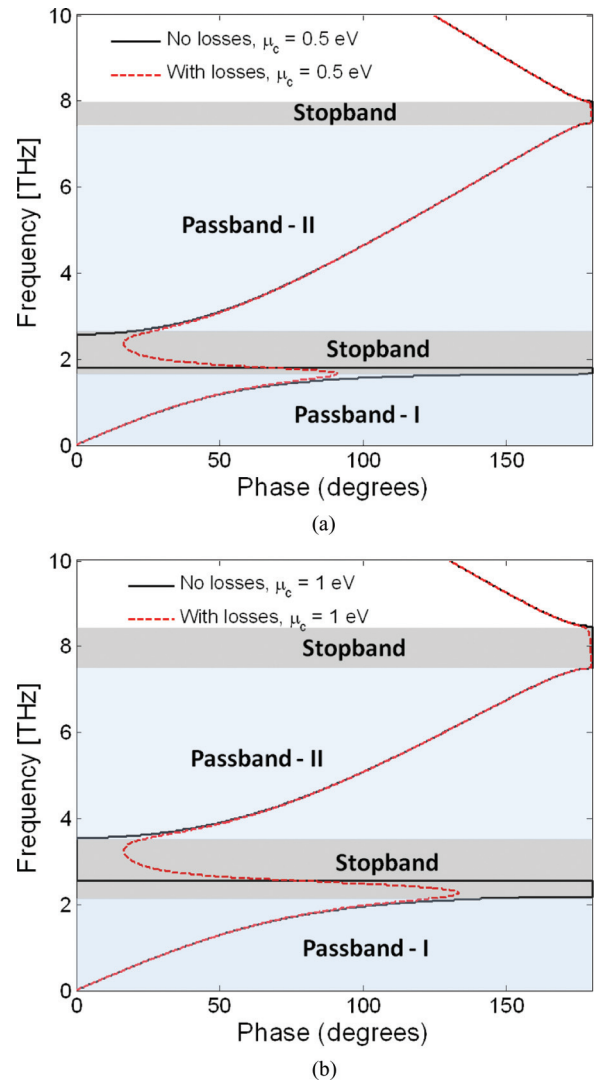 10
No losses, μc = 0.5 eV
With losses, μc = 0.5 eV
8
Stopband
6
Passband - II
Frequency [THz]
4
Stopband
2
Passband - I
0
0 50 100 150
Phase (degrees)
(a)
10
No losses, μc = 1 eV
With losses, μc = 1 eV
8
Stopband
6
Passband - II
Frequency [THz]
4
Stopband
2
Passband - I
0
0 50 100 150
Phase (degrees)
(b)